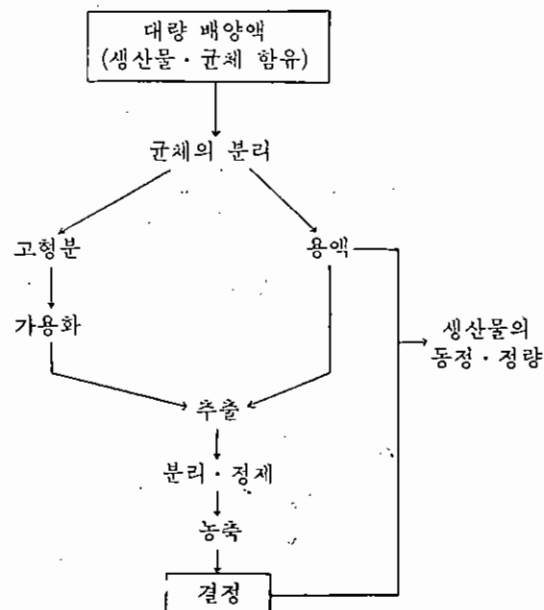 대량 배양액
(생산물·균체 함유)
균체의 분리
고형분
용액
가용화
생산물의
동정·정량
추출
분리·정제
농축
결정